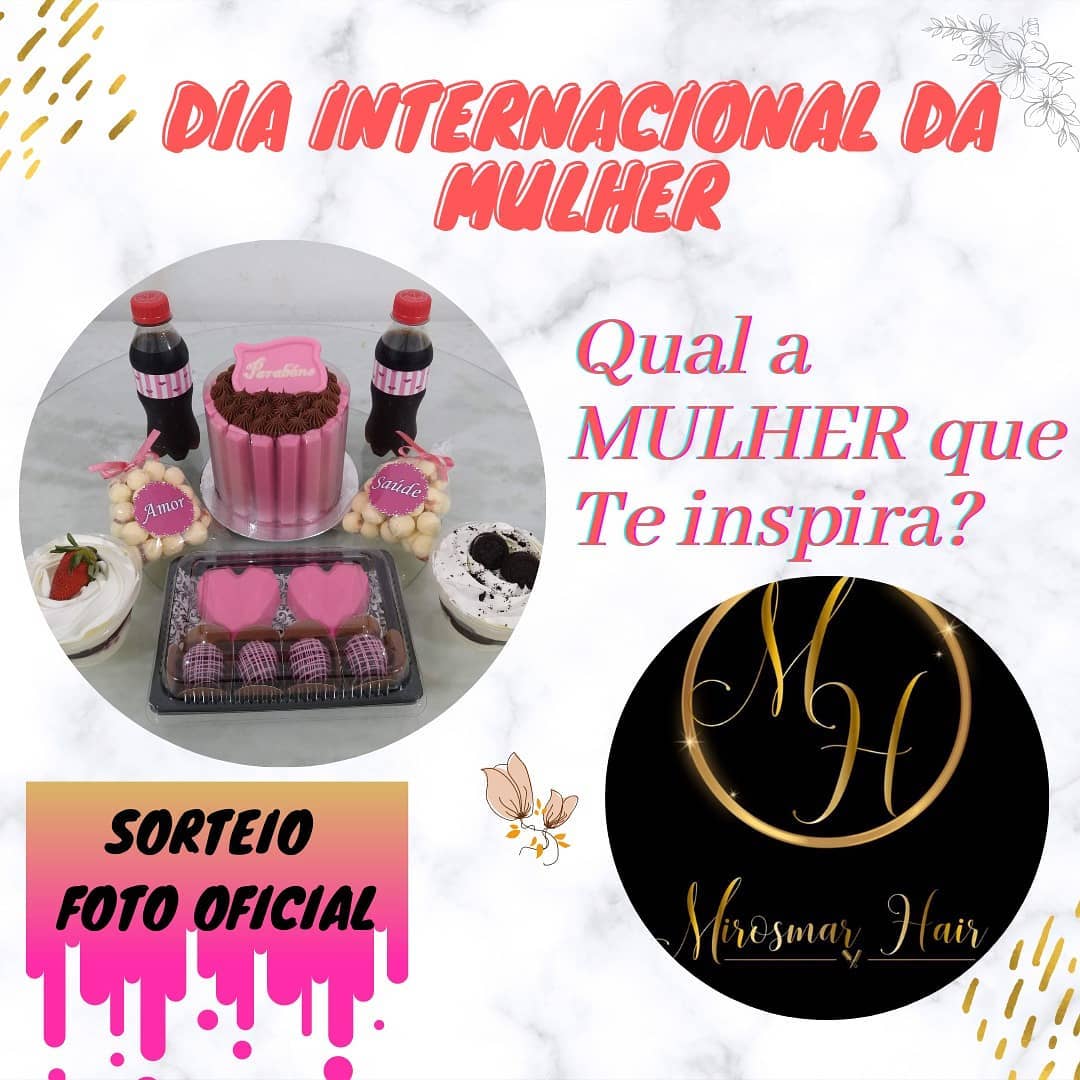 DIA INTERNACIONAL DA
MULHER
Qual a
MULHER que
Te inspira?
Parabéns
Amor
Saúde
MH
Mirosmar Hair
SORTEIO
FOTO OFICIAL